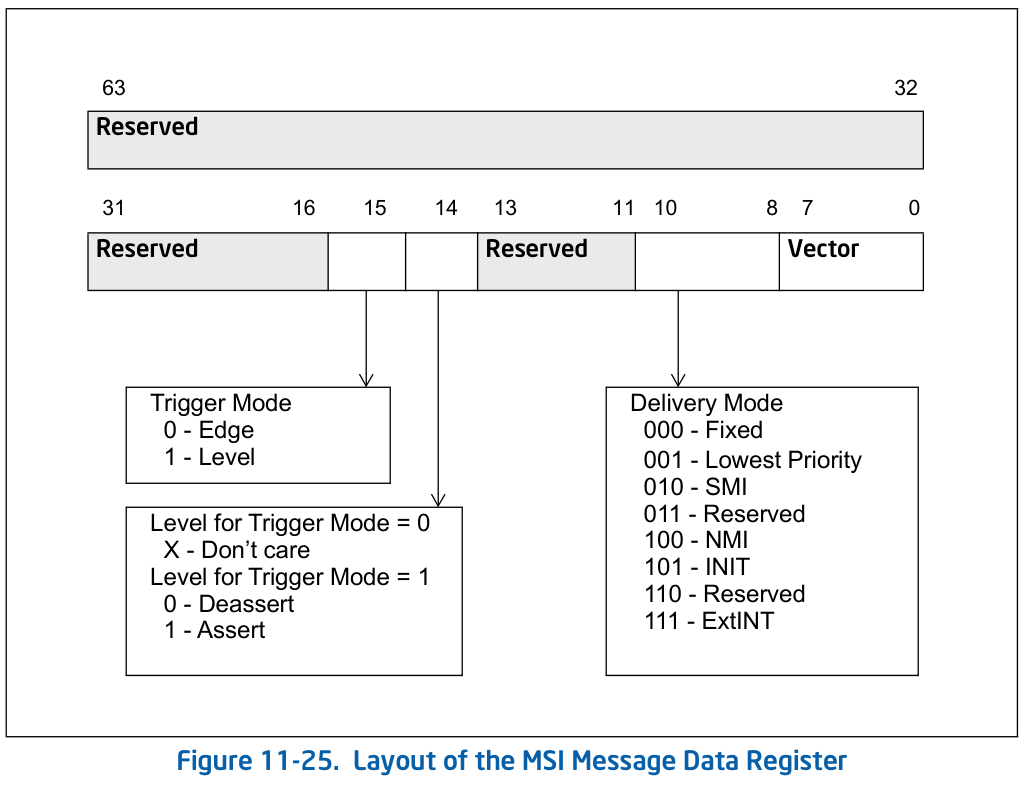 63 32
Reserved
31 16 15 14 13 11 10 8 7 0
Reserved Reserved Vector
Trigger Mode
0 - Edge
1 - Level
Level for Trigger Mode = 0
X - Don’t care
Level for Trigger Mode = 1
0 - Deassert
1 - Assert
Delivery Mode
000 - Fixed
001 - Lowest Priority
010 - SMI
011 - Reserved
100 - NMI
101 - INIT
110 - Reserved
111 - ExtINT
Figure 11-25. Layout of the MSI Message Data Register